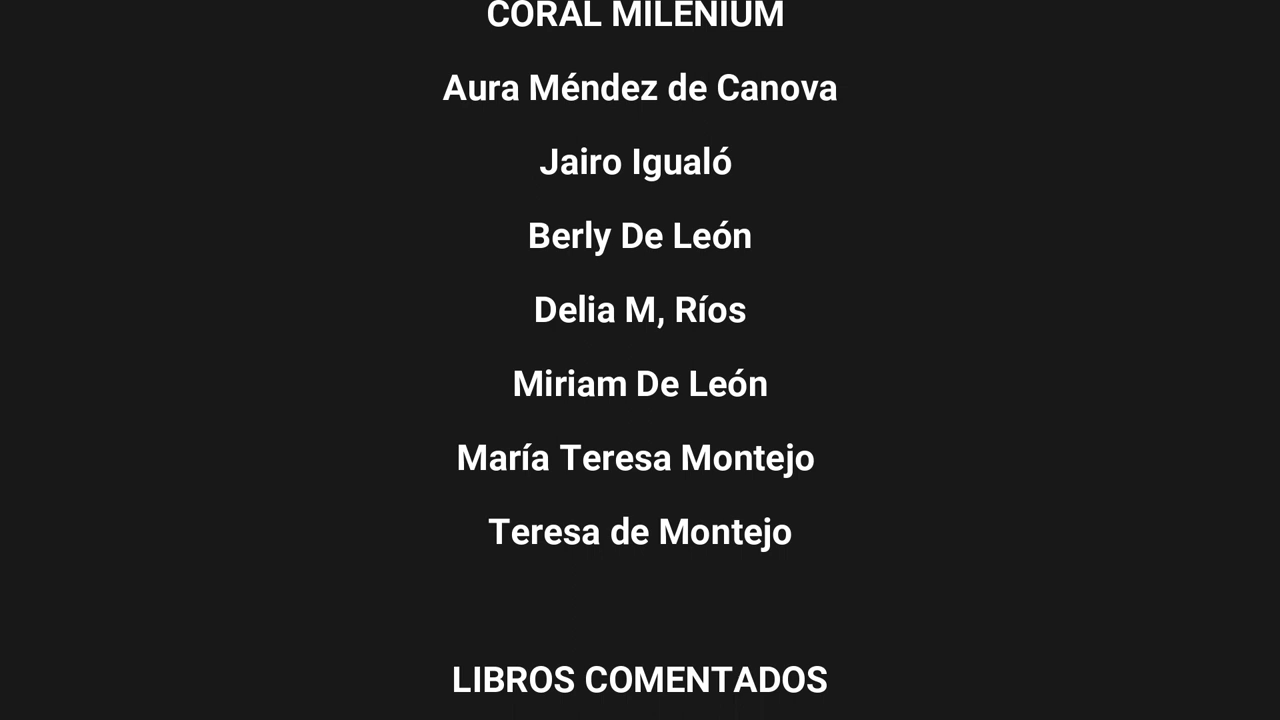 CORAL MILENIUM
Aura Méndez de Canova
Jairo Igualó
Berly De León
Delia M, Ríos
Miriam De León
María Teresa Montejo
Teresa de Montejo
LIBROS COMENTADOS